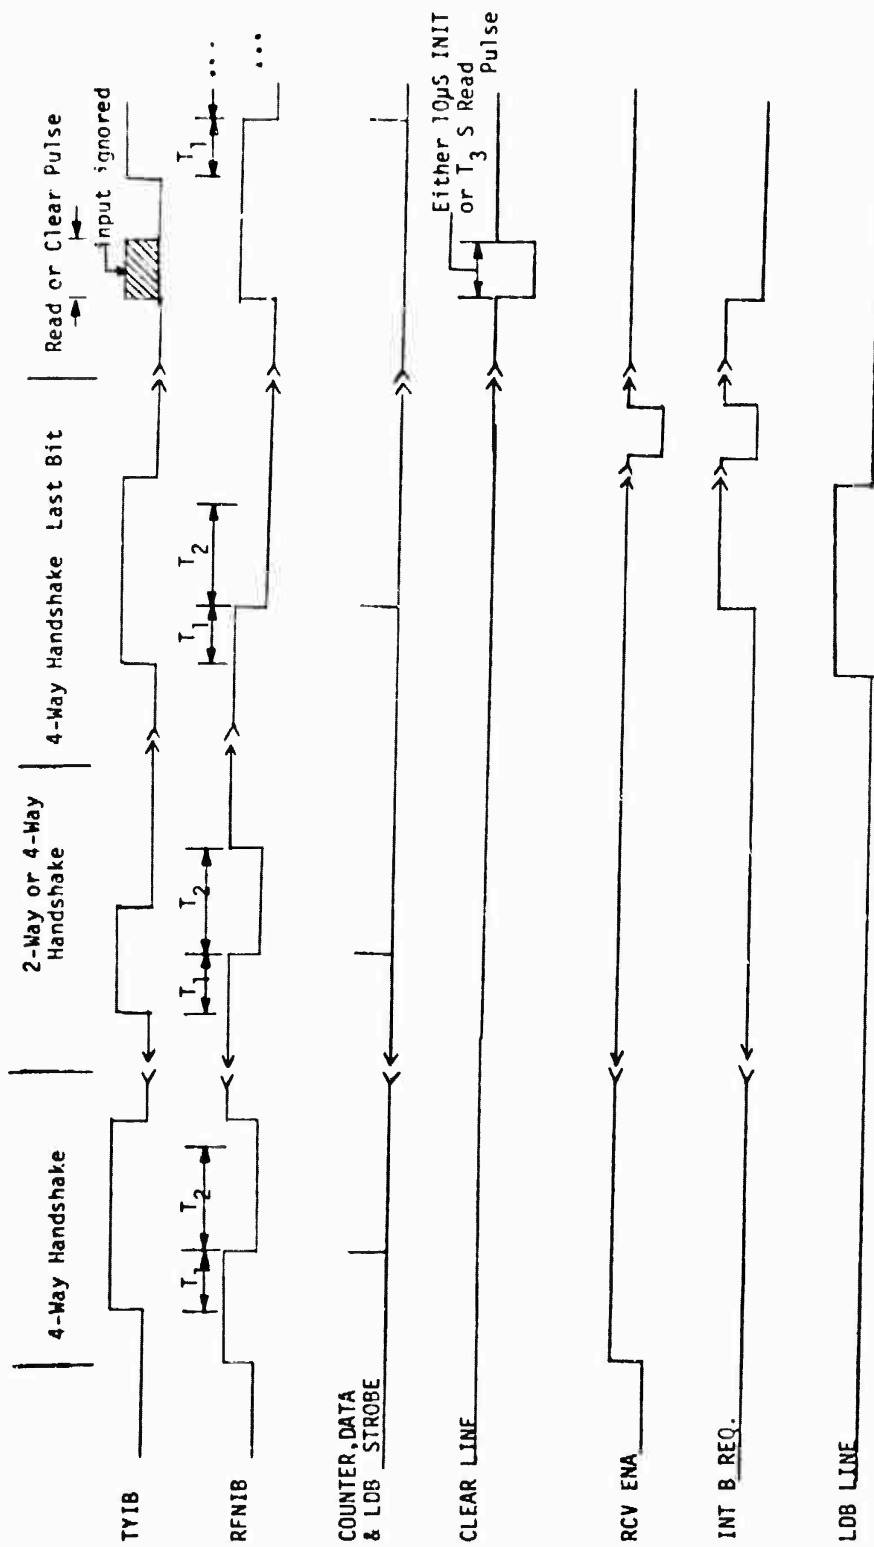 4-Way Handshake
2-Way or 4-Way
Handshake
4-Way Handshake Last Bit
Read or Clear Pulse
input ignored
TYIB
RFNIB
T1
T2
T1
T2
T1
T2
T1
...
...
COUNTER,DATA
& LDB STROBE
CLEAR LINE
Either 10µS INIT
or T3 S Read
Pulse
RCV ENA
INT B REQ.
LDB LINE